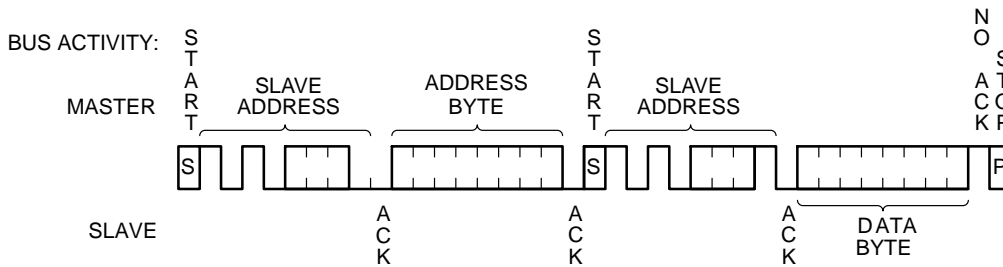 BUS ACTIVITY:
MASTER
START
SLAVE
ADDRESS
ADDRESS
BYTE
START
SLAVE
ADDRESS
NO ACK
STOP
S
S
P
SLAVE
ACK
ACK
ACK
DATA
BYTE